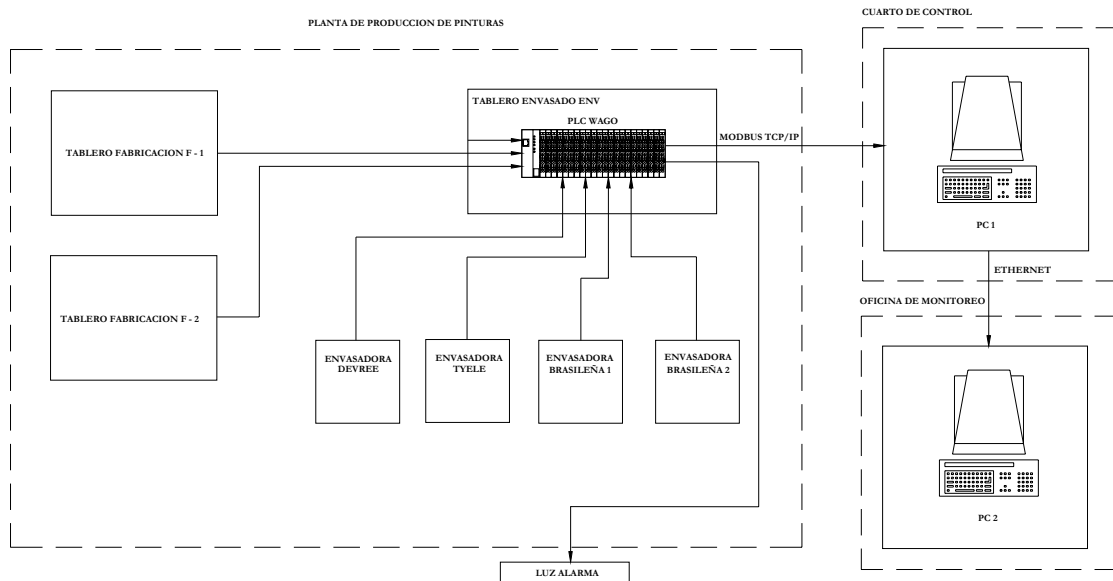 PLANTA DE PRODUCCION DE PINTURAS
CUARTO DE CONTROL
TABLERO ENVASADO ENV
PLC WAGO
MODBUS TCP/IP
TABLERO FABRICACION F - 1
PC 1
ETHERNET
OFICINA DE MONITOREO
TABLERO FABRICACION F - 2
ENVASADORA
DEVREE
ENVASADORA
TYELE
ENVASADORA
BRASILEÑA 1
ENVASADORA
BRASILEÑA 2
PC 2
LUZ ALARMA